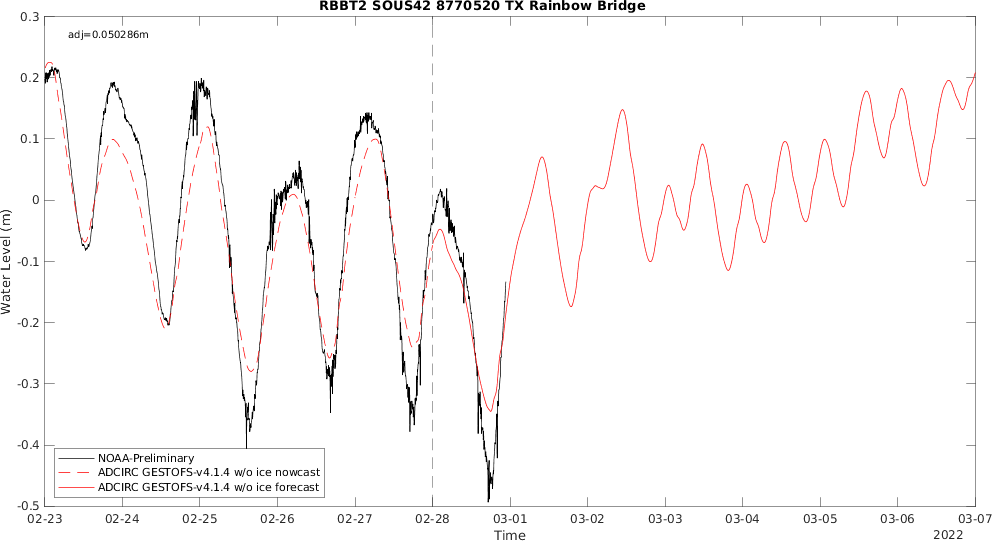 RBBT2 SOUS42 8770520 TX Rainbow Bridge
adj=0.050286m
0.3
0.2
0.1
0
-0.1
-0.2
-0.3
-0.4
-0.5
Water Level (m)
NOAA-Preliminary
ADCIRC GESTOFS-v4.1.4 w/o ice nowcast
ADCIRC GESTOFS-v4.1.4 w/o ice forecast
02-23 02-24 02-25 02-26 02-27 02-28 03-01 03-02 03-03 03-04 03-05 03-06 03-07
Time
2022